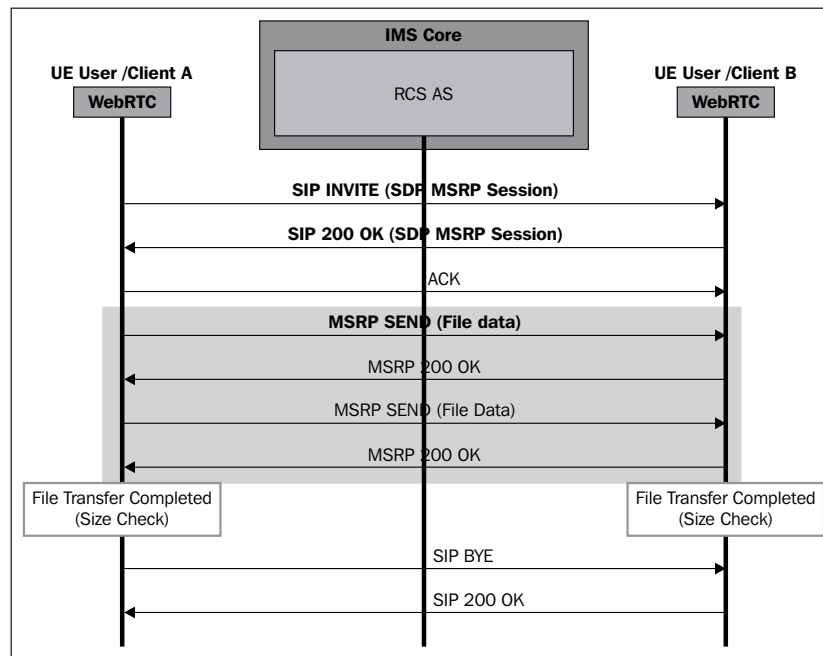 IMS Core
UE User /Client A
UE User /Client B
WebRTC
RCS AS
WebRTC
SIP INVITE (SDP MSRP Session)
SIP 200 OK (SDP MSRP Session)
ACK
MSRP SEND (File data)
MSRP 200 OK
MSRP SEND (File Data)
MSRP 200 OK
File Transfer Completed
(Size Check)
File Transfer Completed
(Size Check)
SIP BYE
SIP 200 OK